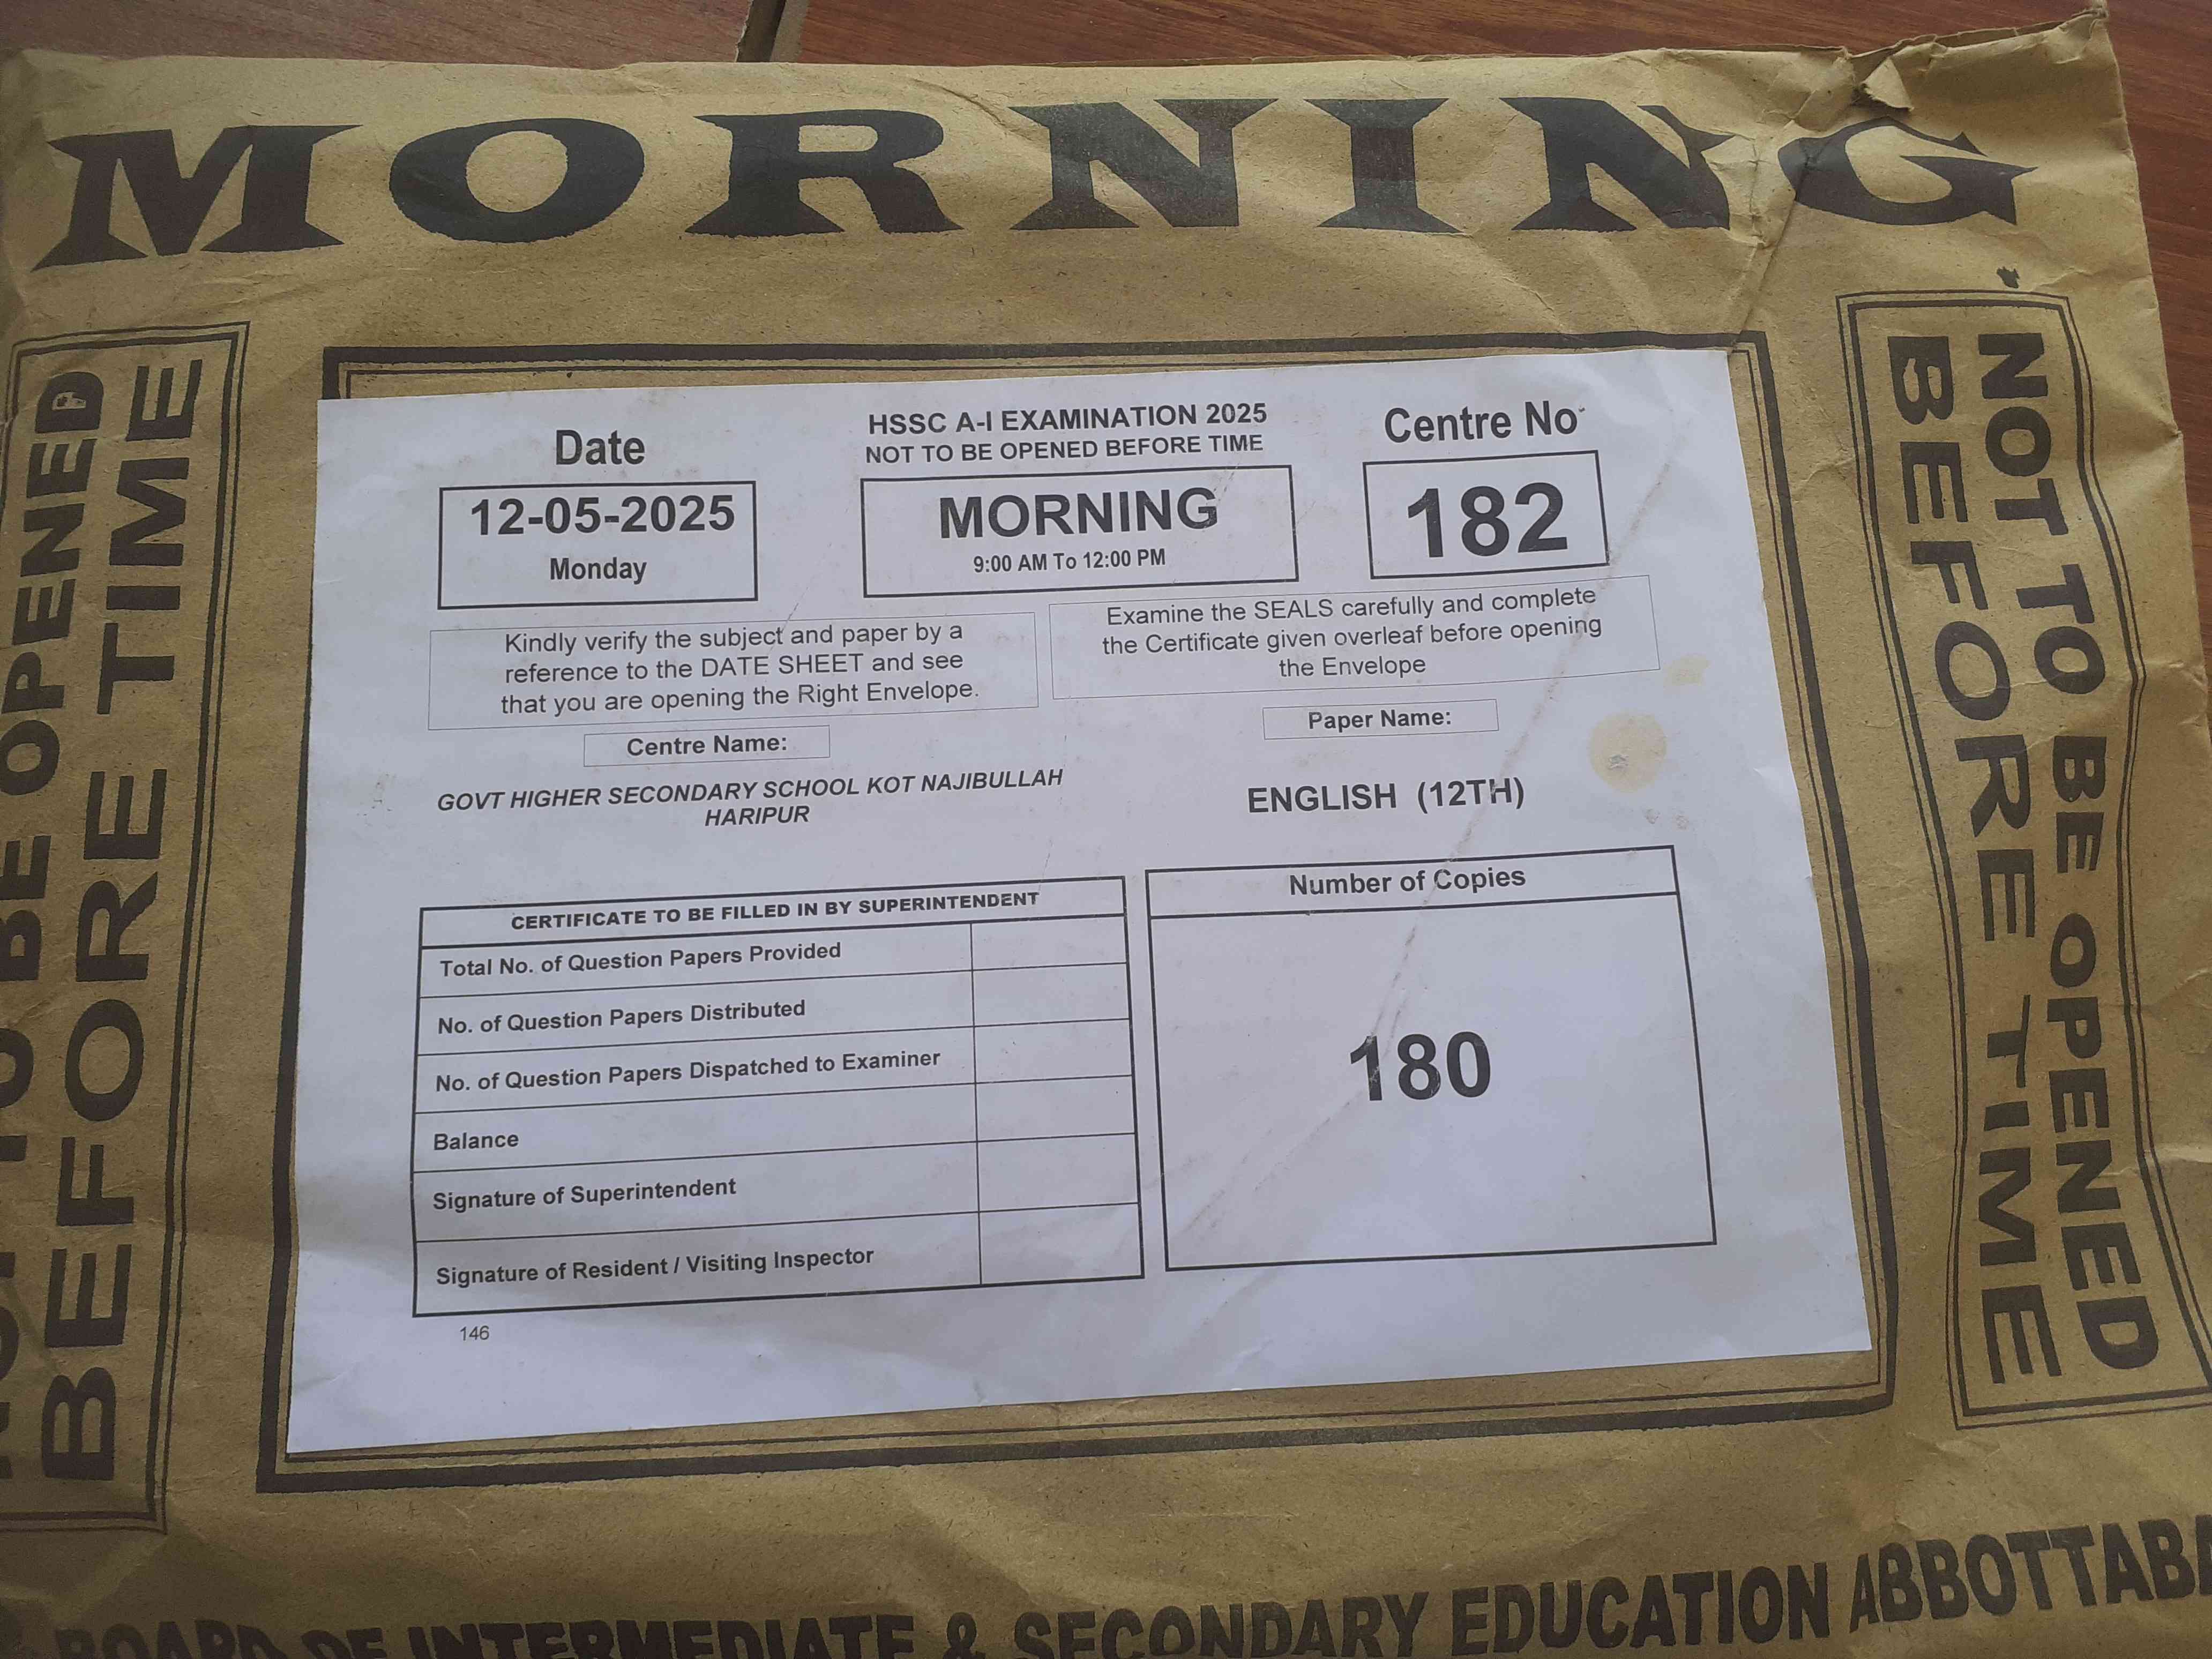 MORNING
NOT TO BE OPENED
BEFORE TIME
HSSC A-I EXAMINATION 2025
NOT TO BE OPENED BEFORE TIME
Date
12-05-2025
Monday
MORNING
9:00 AM To 12:00 PM
Centre No
182
Kindly verify the subject and paper by a
reference to the DATE SHEET and see
that you are opening the Right Envelope.
Examine the SEALS carefully and complete
the Certificate given overleaf before opening
the Envelope
Centre Name:
GOVT HIGHER SECONDARY SCHOOL KOT NAJIBULLAH
HARIPUR
Paper Name:
ENGLISH (12TH)
CERTIFICATE TO BE FILLED IN BY SUPERINTENDENT
Total No. of Question Papers Provided
No. of Question Papers Distributed
No. of Question Papers Dispatched to Examiner
Balance
Signature of Superintendent
Signature of Resident / Visiting Inspector
Number of Copies
180
146
NOT TO BE OPENED
BEFORE TIME
BOARD OF INTERMEDIATE & SECONDARY EDUCATION ABBOTTABA